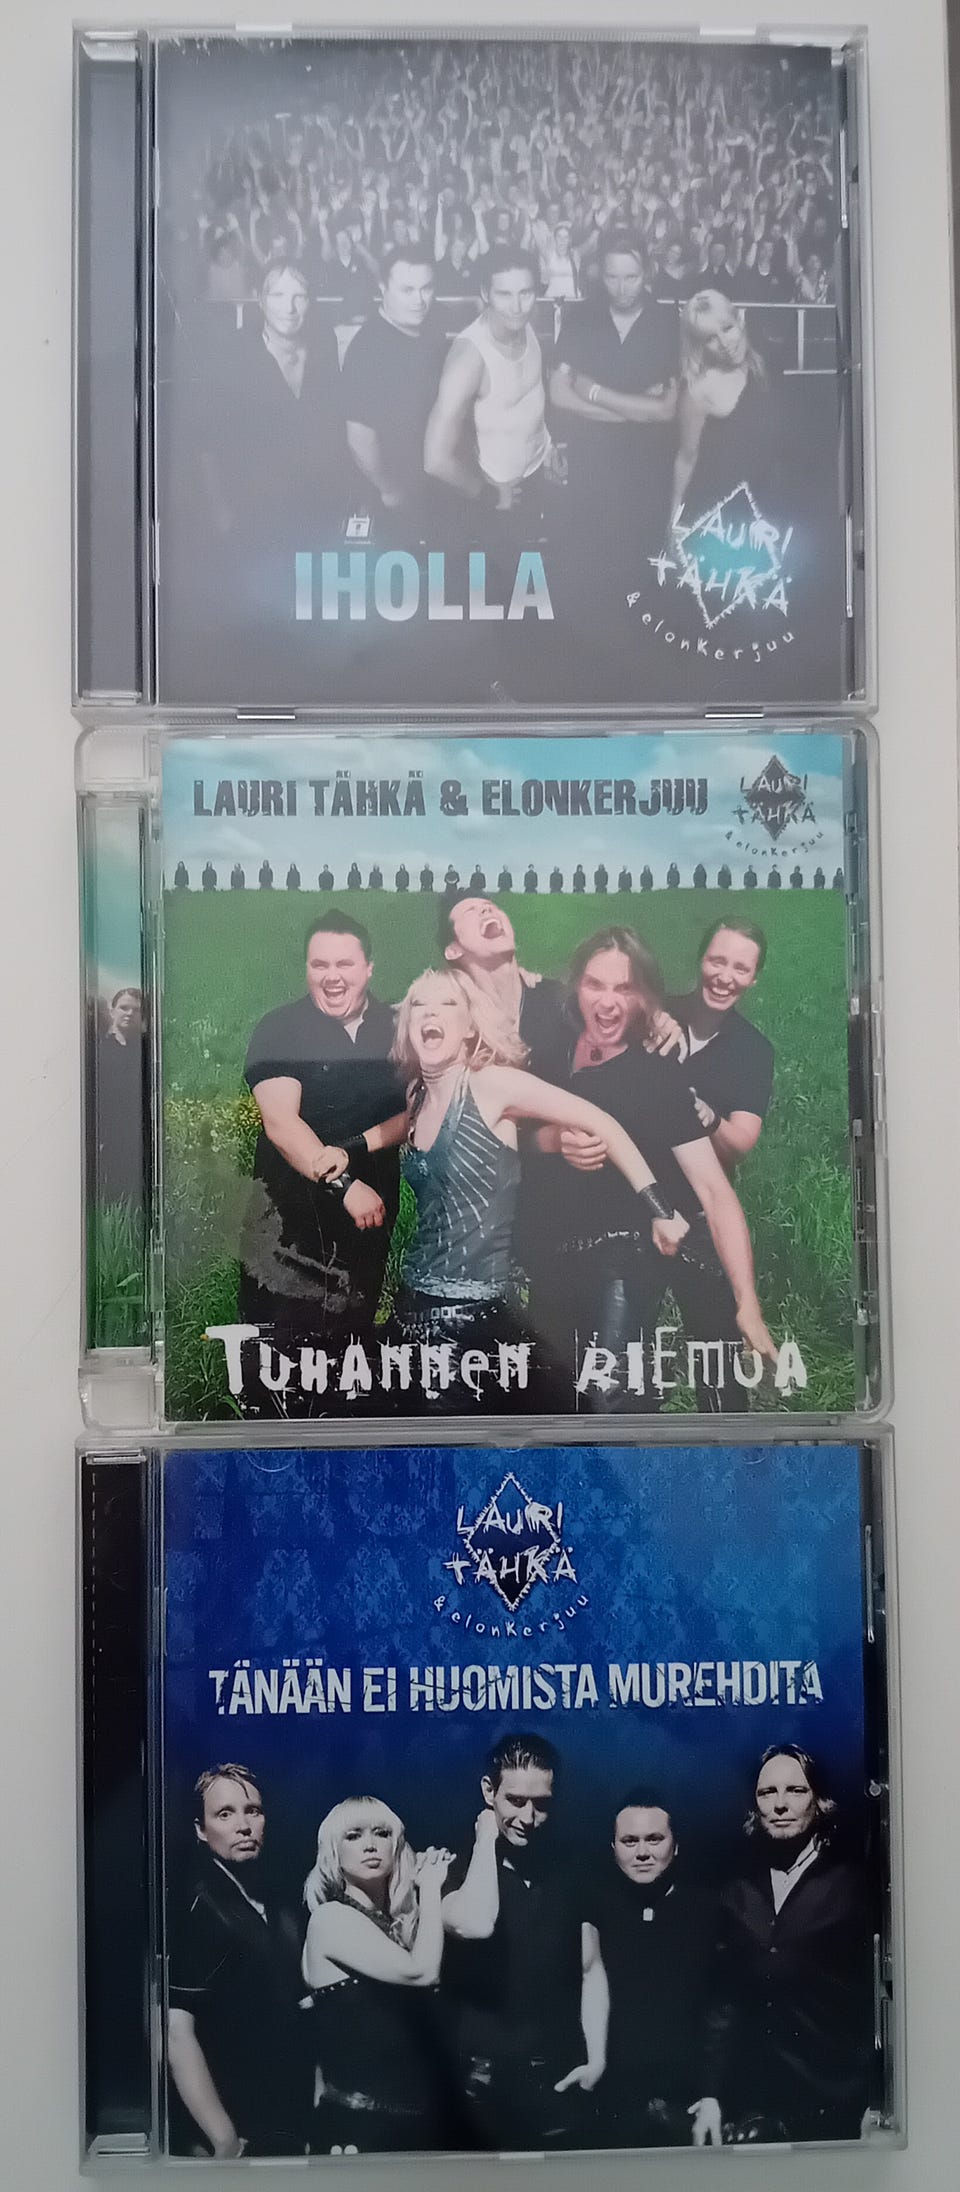 IHOLLA
LAURI
TÄHKÄ
& elonkerjuu
LAURI TÄHKÄ & ELONKERJUU
LAURI
TÄHKÄ
& elonkerjuu
TUHANNEN RIEMUA
LAURI
TÄHKÄ
& elonkerjuu
TÄNÄÄN EI HUOMISTA MUREHDITA